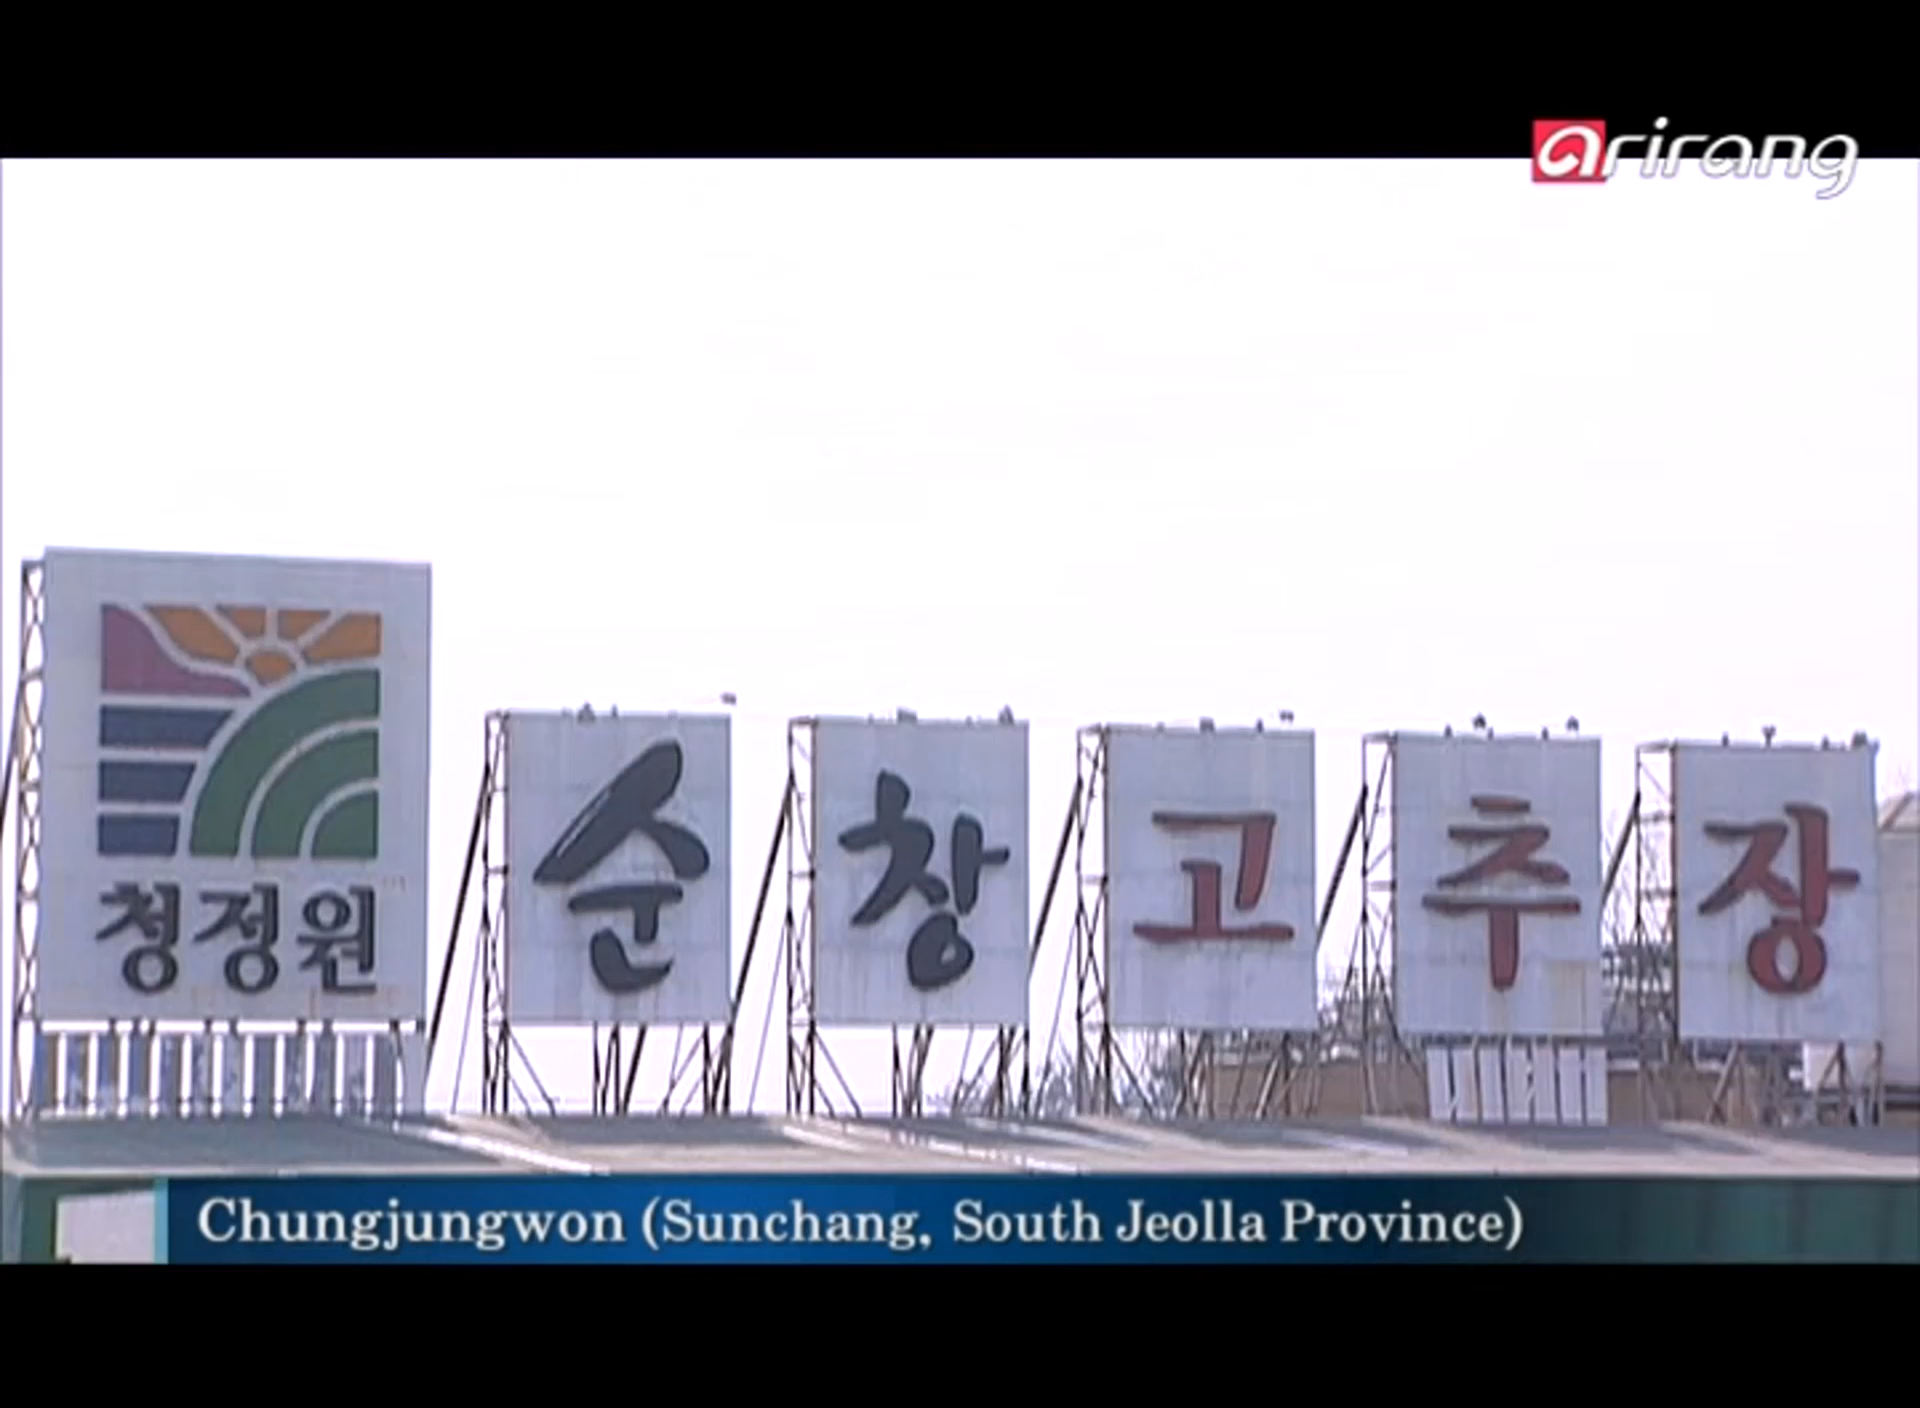 arirang
청정원
순창고추장
Chungjungwon (Sunchang, South Jeolla Province)